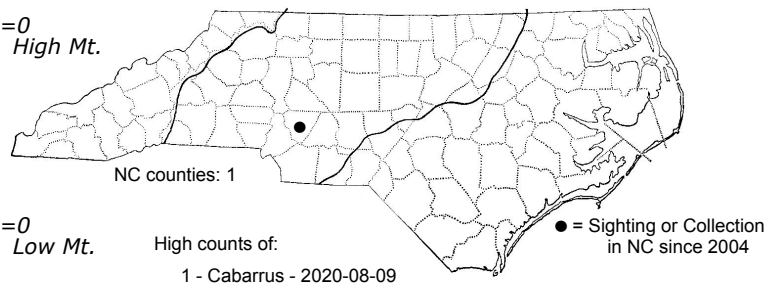 =0
High Mt.
NC counties: 1
=0
Low Mt.
High counts of:
1 - Cabarrus - 2020-08-09
● = Sighting or Collection
in NC since 2004